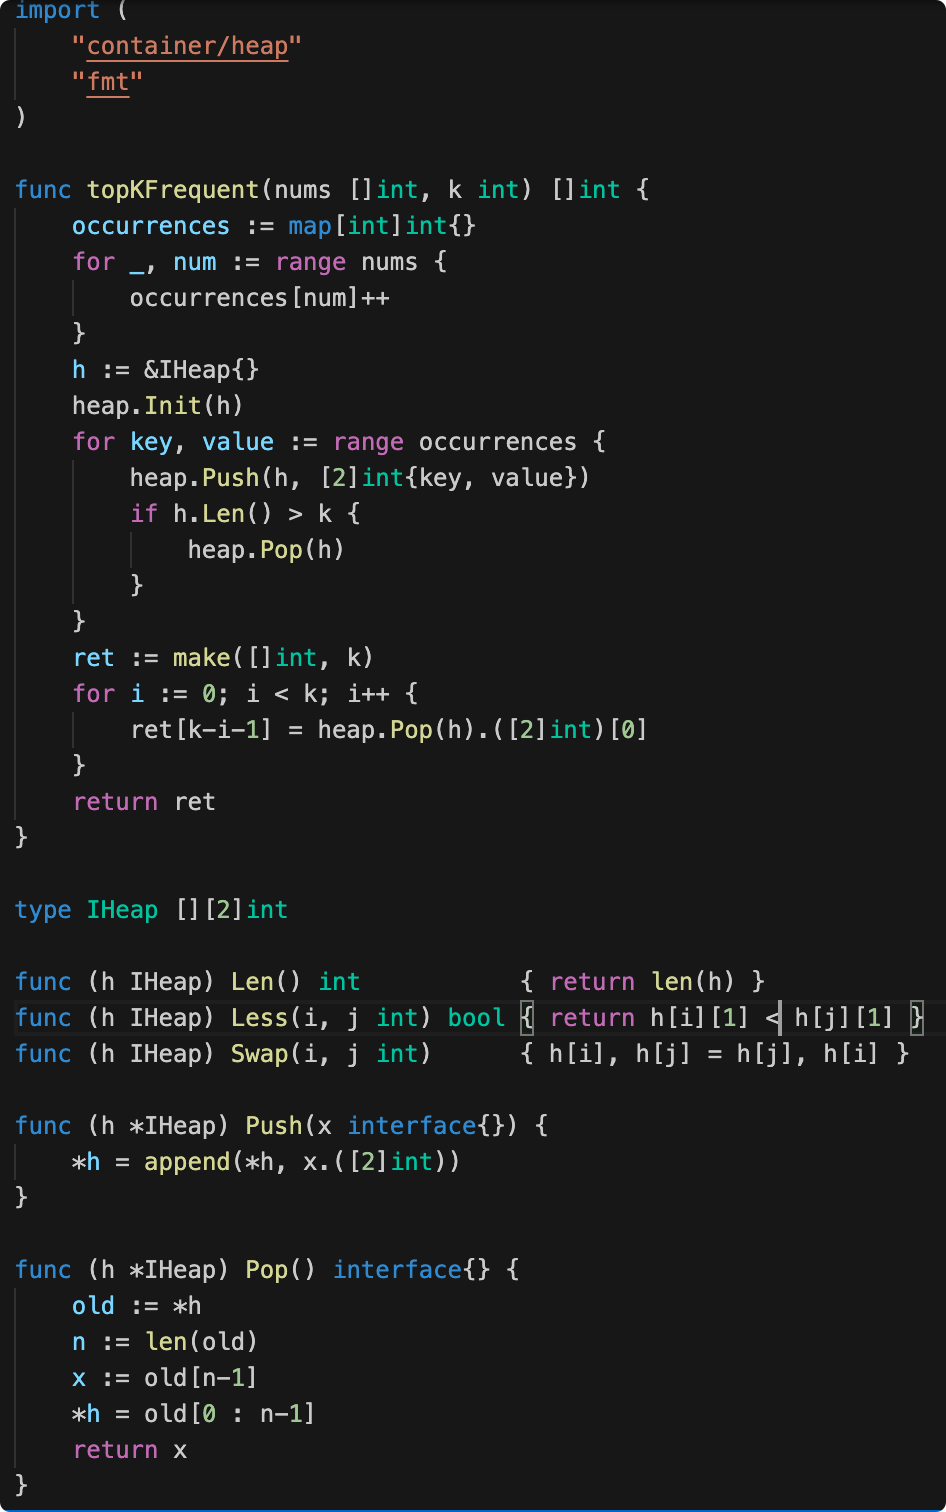 import (
    "container/heap"
    "fmt"
)

func topKFrequent(nums []int, k int) []int {
    occurrences := map[int]int{}
    for _, num := range nums {
        occurrences[num]++
    }
    h := &IHeap{}
    heap.Init(h)
    for key, value := range occurrences {
        heap.Push(h, [2]int{key, value})
        if h.Len() > k {
            heap.Pop(h)
        }
    }
    ret := make([]int, k)
    for i := 0; i < k; i++ {
        ret[k-i-1] = heap.Pop(h).([2]int)[0]
    }
    return ret
}

type IHeap [][2]int

func (h IHeap) Len() int           { return len(h) }
func (h IHeap) Less(i, j int) bool { return h[i][1] < h[j][1] }
func (h IHeap) Swap(i, j int)      { h[i], h[j] = h[j], h[i] }

func (h *IHeap) Push(x interface{}) {
    *h = append(*h, x.([2]int))
}

func (h *IHeap) Pop() interface{} {
    old := *h
    n := len(old)
    x := old[n-1]
    *h = old[0 : n-1]
    return x
}